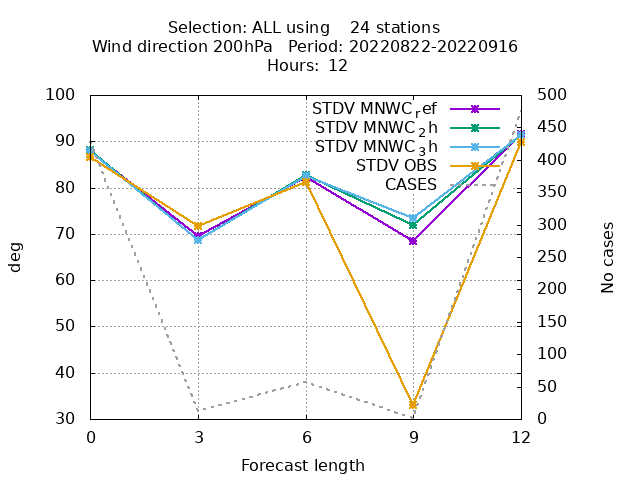 Selection: ALL using    24 stations
Wind direction 200hPa   Period: 20220822-20220916
Hours:  12
100
90
80
70
60
50
40
30
500
450
400
350
300
250
200
150
100
50
0
0
3
6
9
12
deg
No cases
Forecast length
STDV MNWC_ref
STDV MNWC_2h
STDV MNWC_3h
STDV OBS
CASES